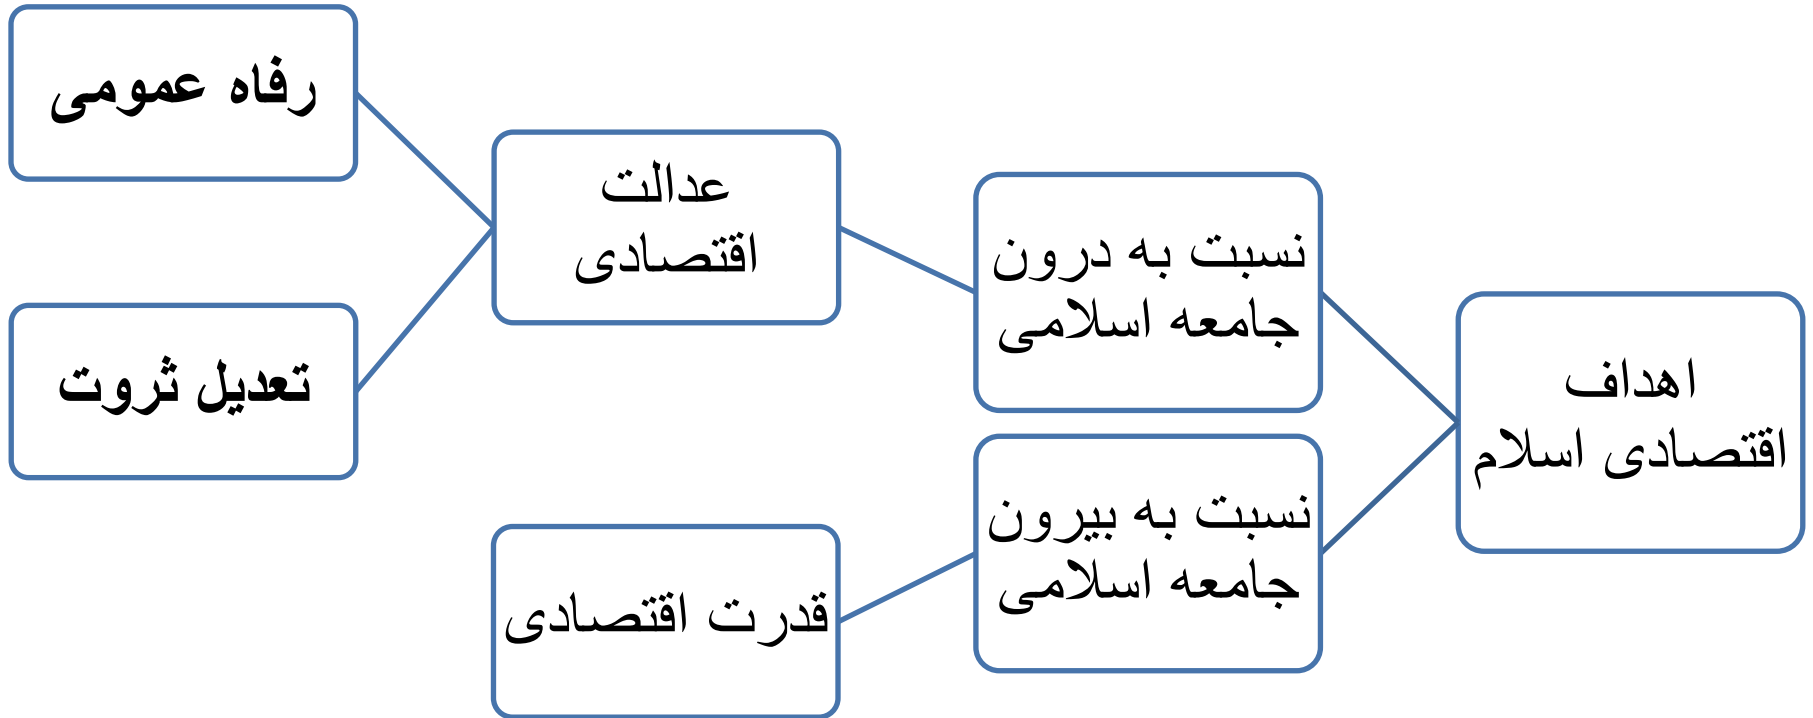 اهداف
اقتصادی اسلام
نسبت به درون
جامعه اسلامی
عدالت
اقتصادی
رفاه عمومی
تعدیل ثروت
نسبت به بیرون
جامعه اسلامی
قدرت اقتصادی